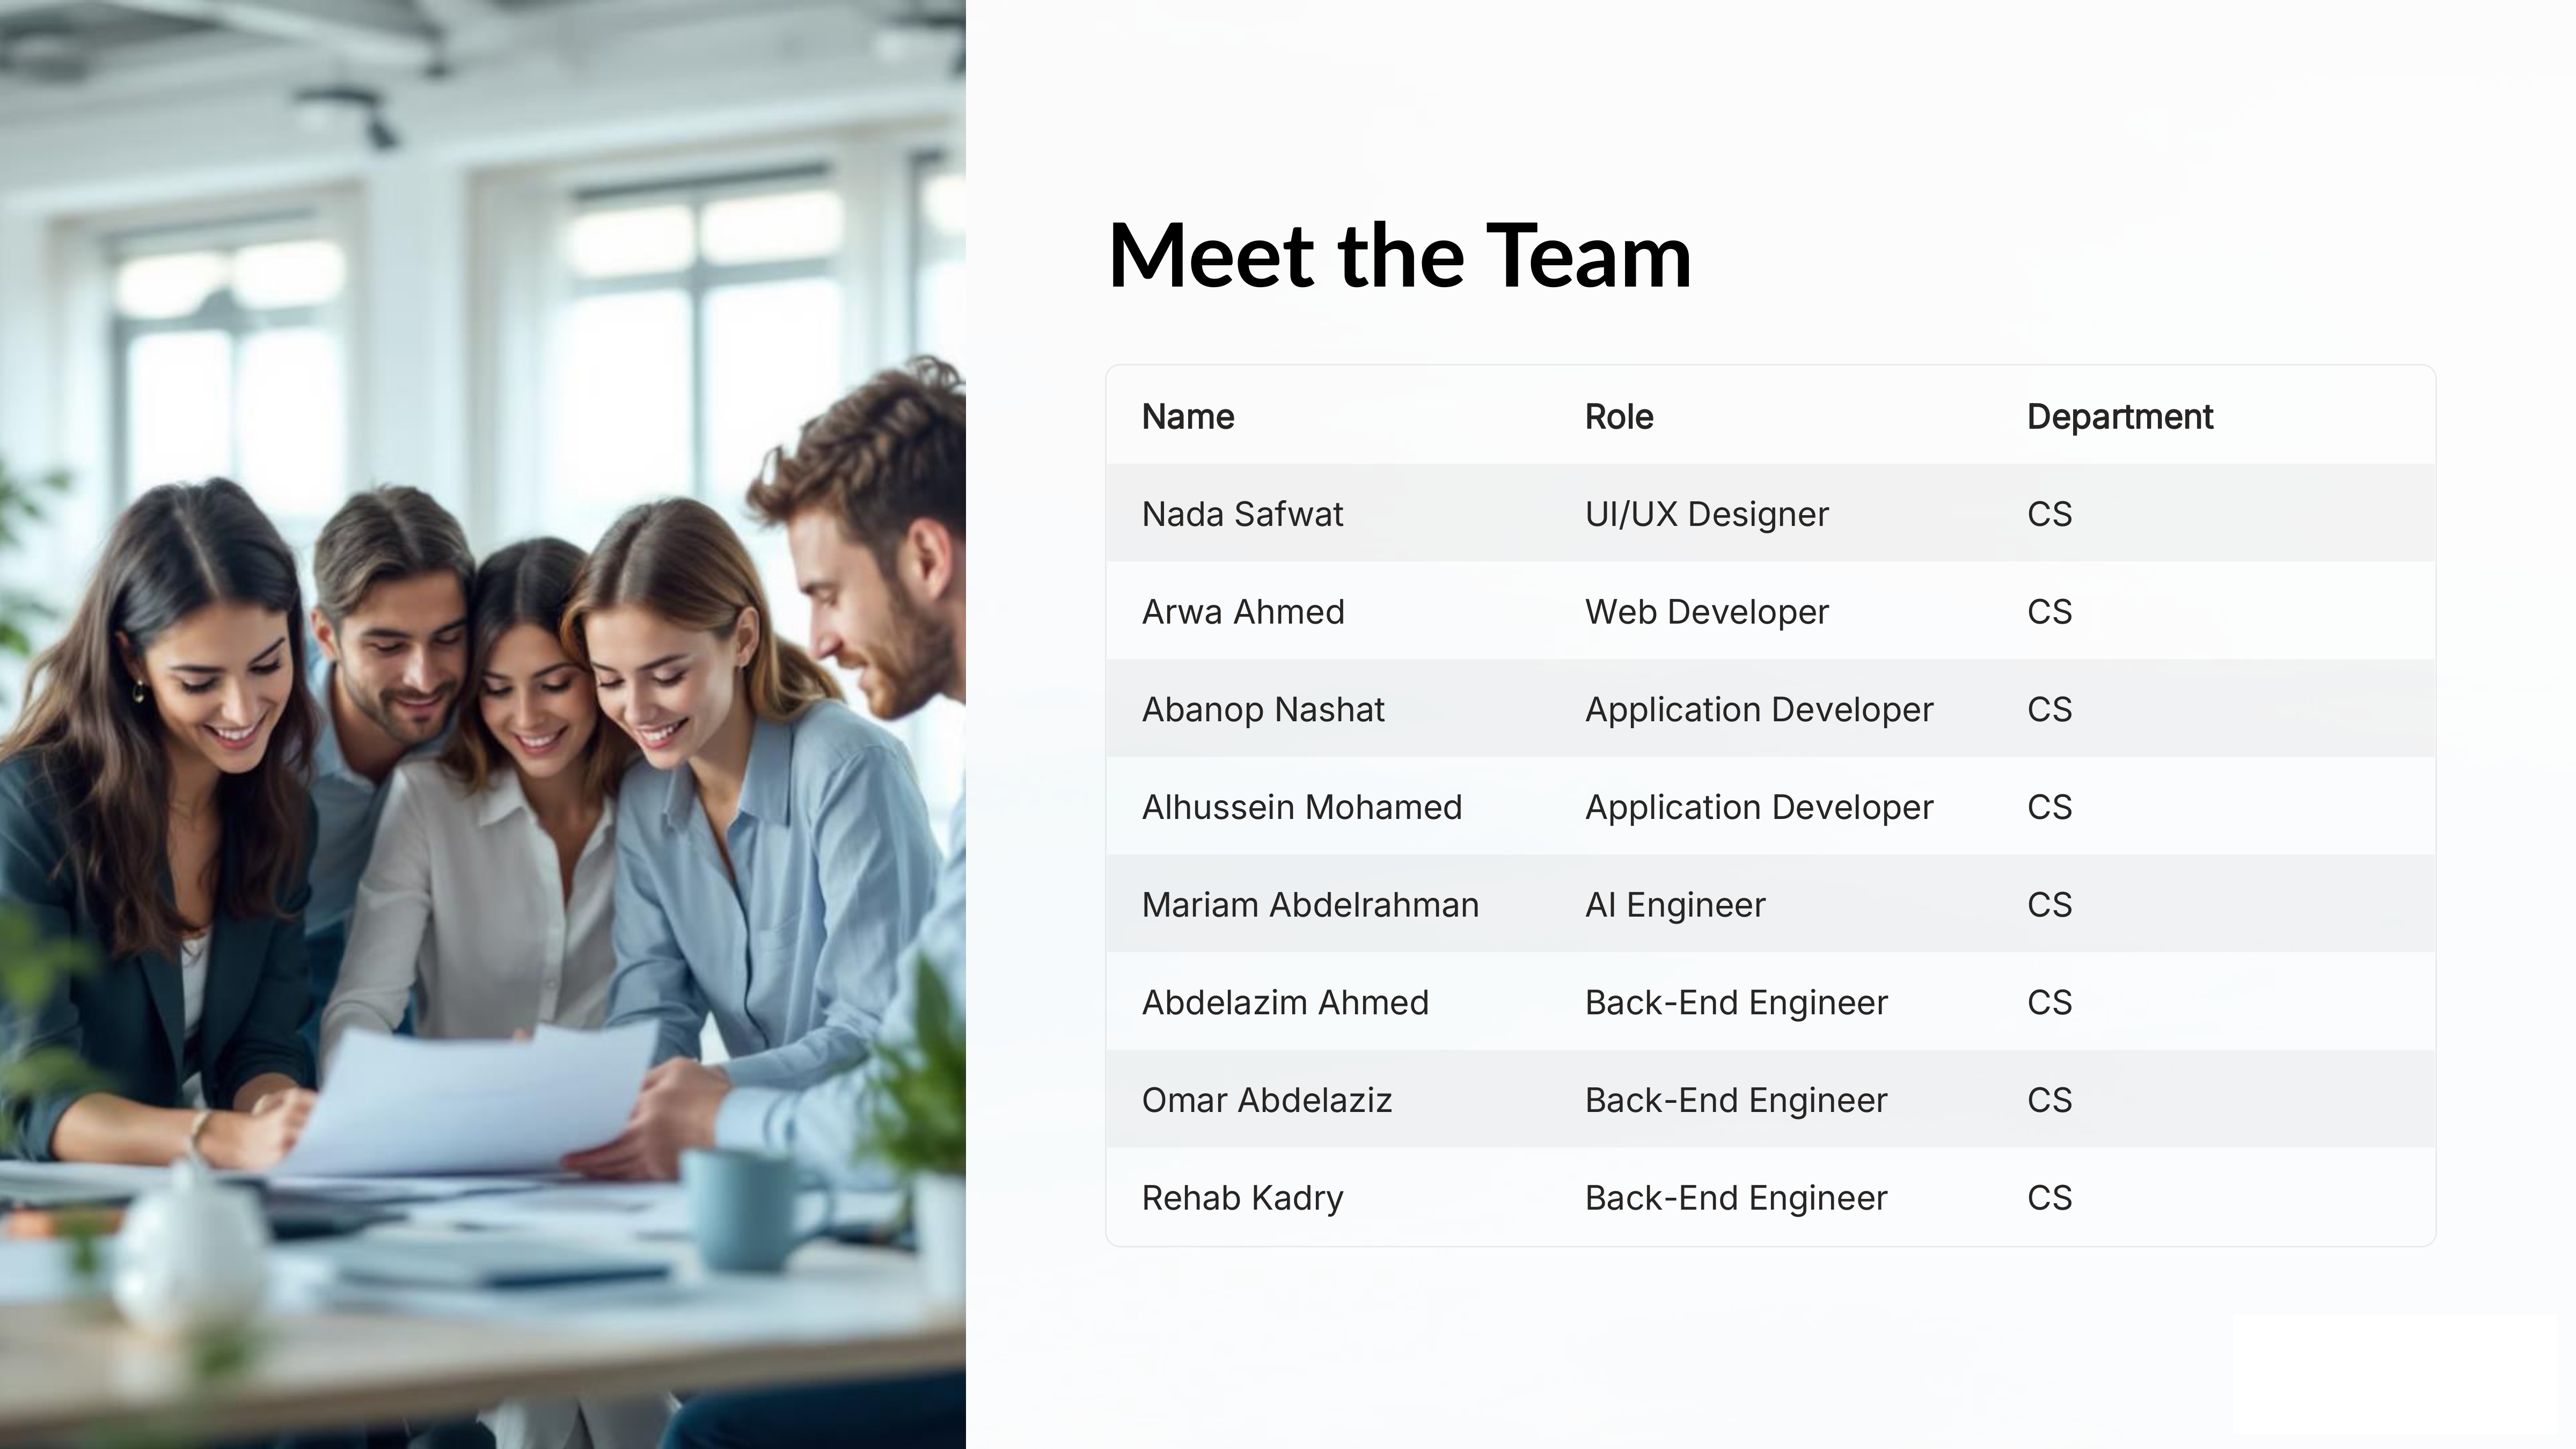 Meet the Team
Name Role Department
Nada Safwat UI/UX Designer CS
Arwa Ahmed Web Developer CS
Abanop Nashat Application Developer CS
Alhussein Mohamed Application Developer CS
Mariam Abdelrahman AI Engineer CS
Abdelazim Ahmed Back-End Engineer CS
Omar Abdelaziz Back-End Engineer CS
Rehab Kadry Back-End Engineer CS